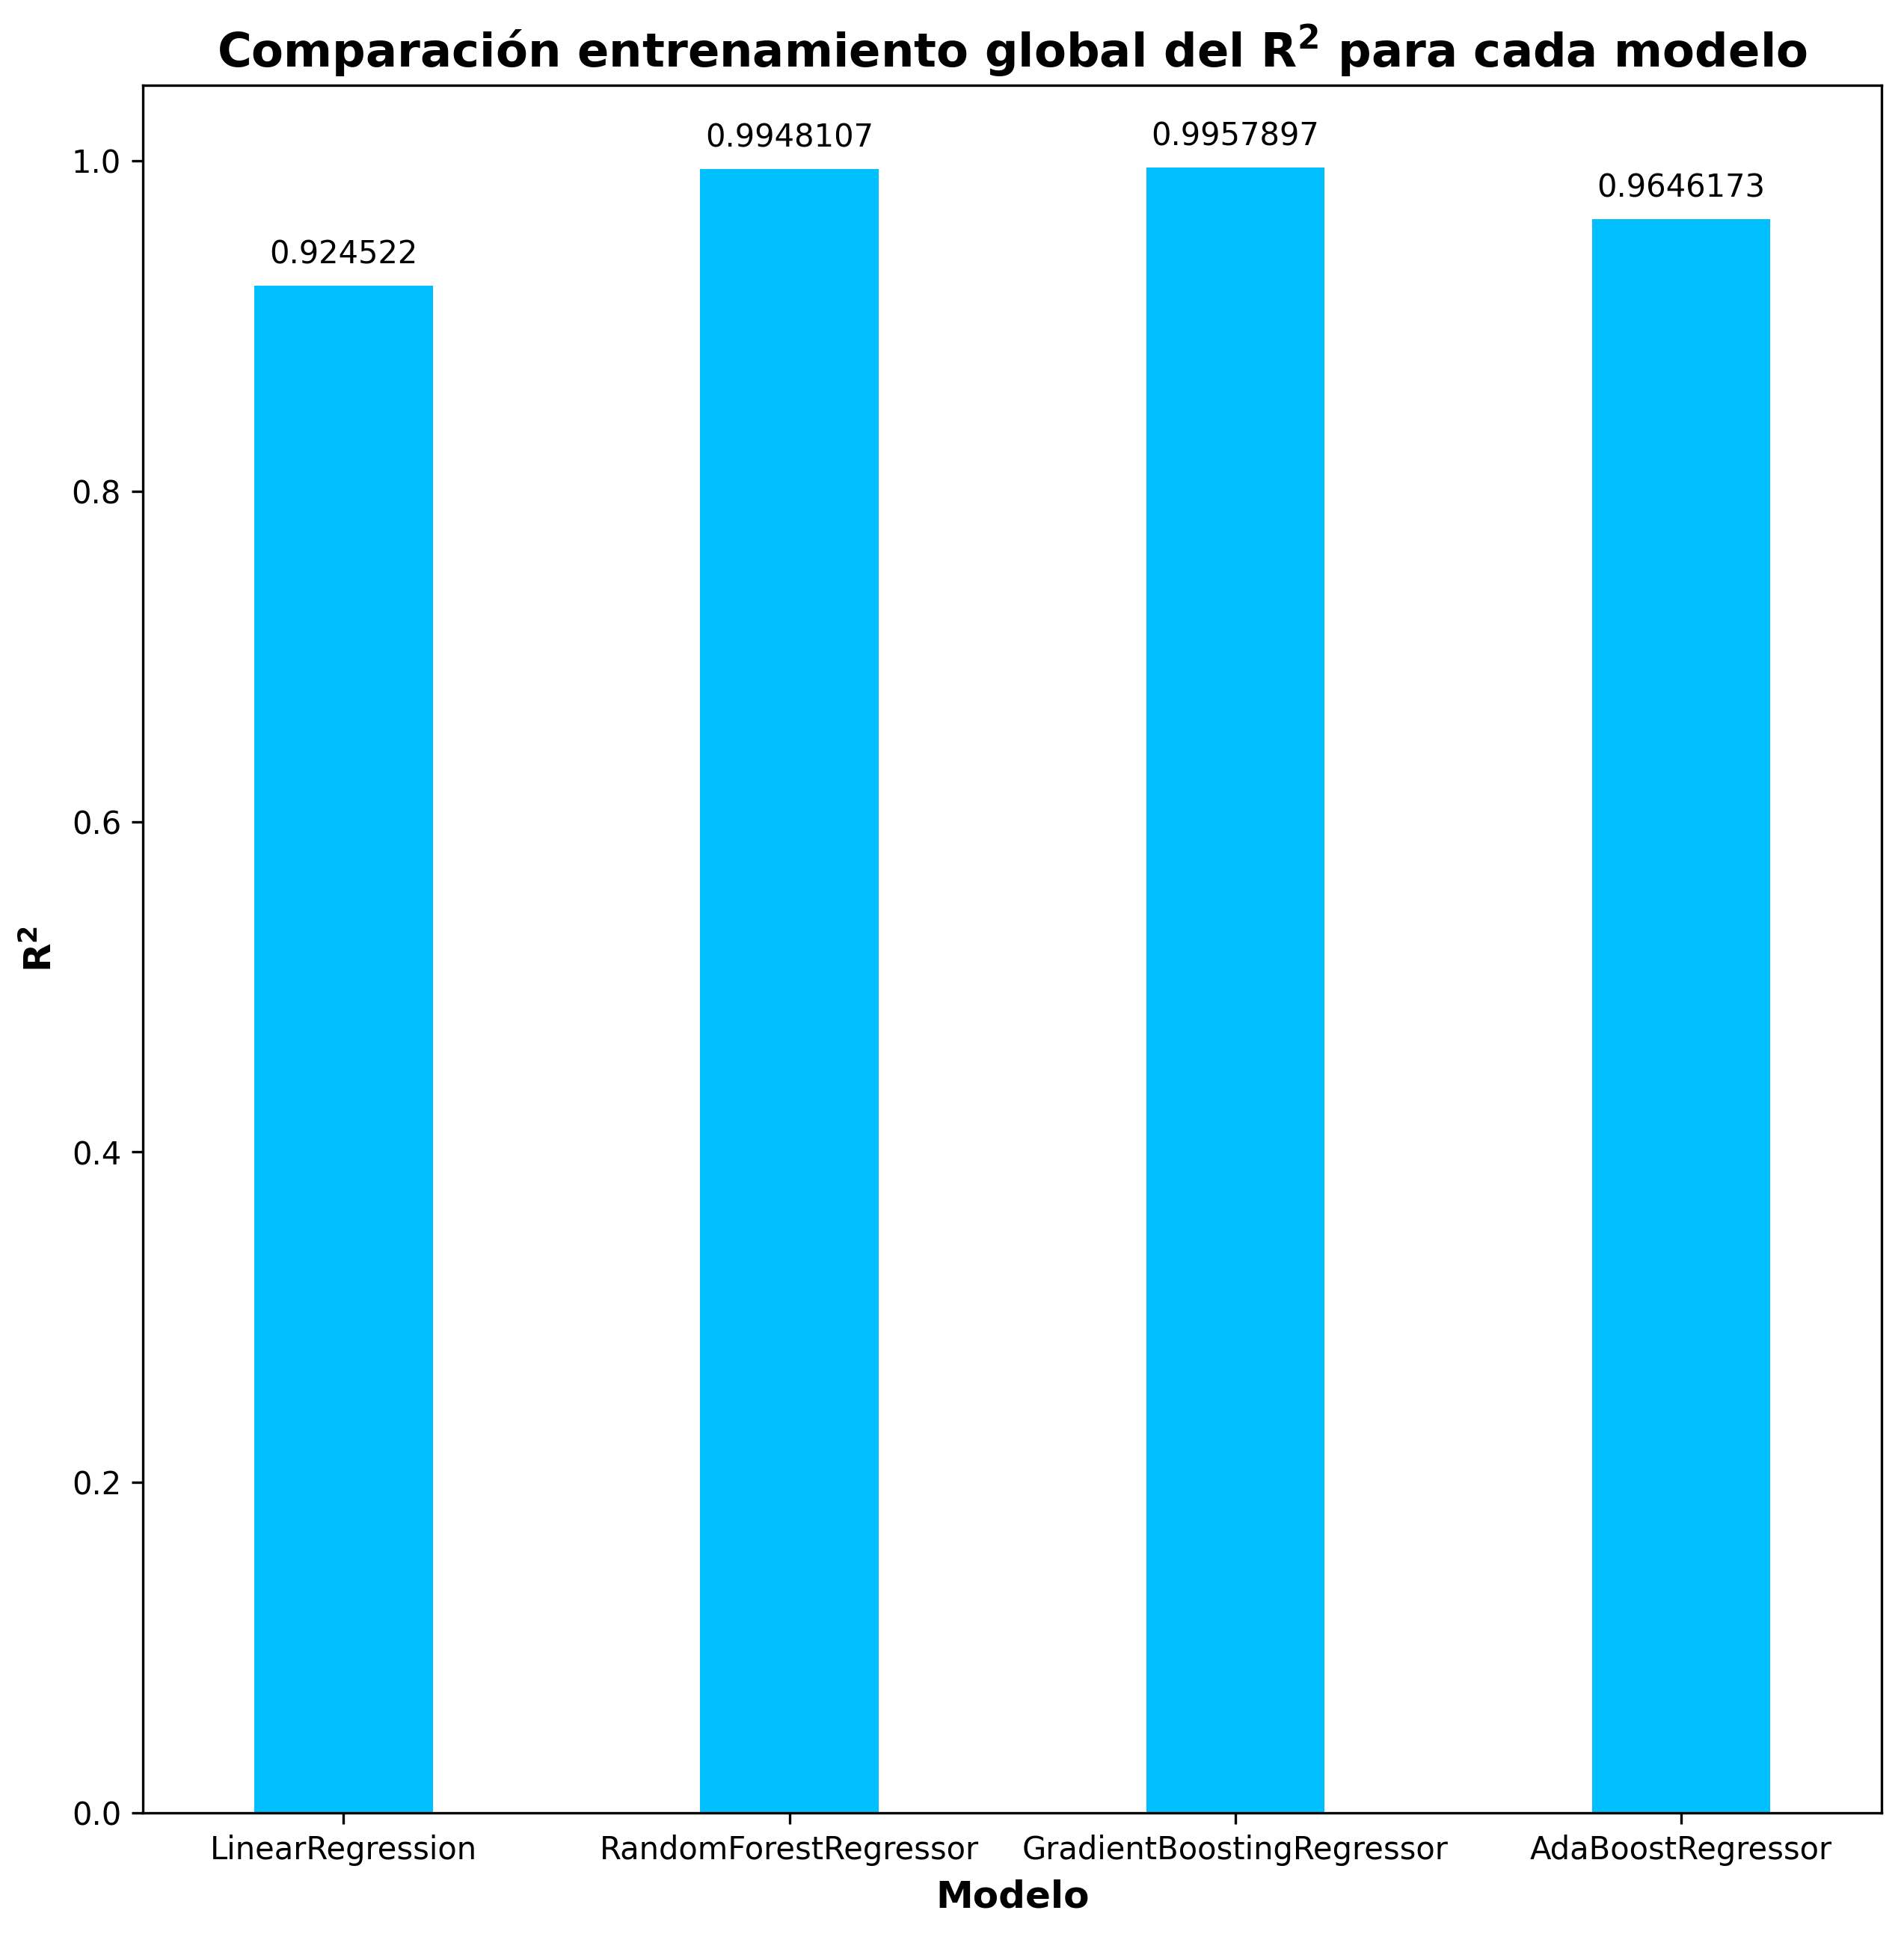 Comparación entrenamiento global del R² para cada modelo
0.924522
0.9948107
0.9957897
0.9646173
1.0
0.8
0.6
0.4
0.2
0.0
R²
LinearRegression
RandomForestRegressor
GradientBoostingRegressor
AdaBoostRegressor
Modelo